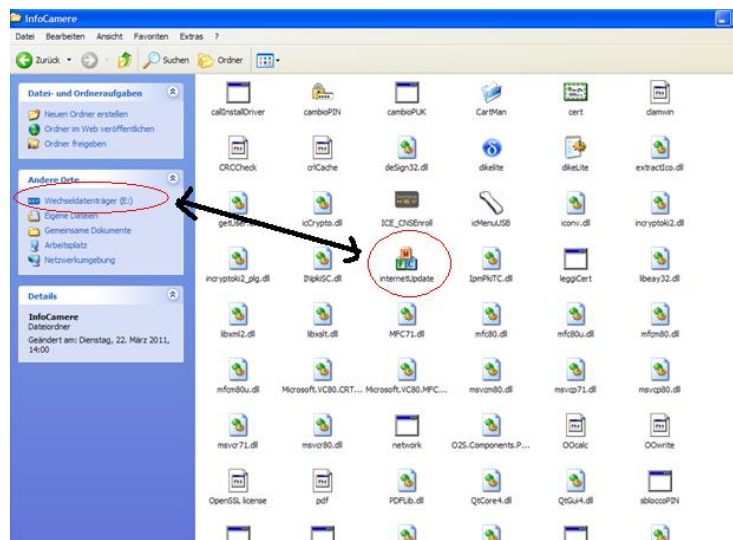 InfoCamere
Datei Bearbeiten Ansicht Favoriten Extras ?
Zurück Suchen Ordner
Datei- und Ordneraufgaben
Neuen Ordner erstellen
Ordner im Web veröffentlichen
Ordner freigeben
Andere Orte
Wechseldatenträger (E:)
Eigene Dateien
Gemeinsame Dokumente
Arbeitsplatz
Netzwerkumgebung
Details
InfoCamere
Dateiordner
Geändert am: Dienstag, 22. März 2011,
14:00
callInstallDriver cambioPIN cambioPUK CartMan cert damwin
CRCCheck crlCache deSign32.dll dikelite dikeLite extractIco.dll
icCrypto.dll ICE_CNSEnroll icMenuUSB iconv.dll incryptoki2.dll
incryptoki2_plg.dll INpkiSC.dll internetUpdate IpmPkiTC.dll leggiCert libeay32.dll
libxml2.dll libxslt.dll MFC71.dll mfc80.dll mfc80u.dll mfcm80.dll
mfcm80u.dll Microsoft.VC80.CRT... Microsoft.VC80.MFC... msvcm80.dll msvcp71.dll msvcp80.dll
msvcr71.dll msvcr80.dll network O2S.Components.P... OOcalc OOwrite
OpenSSL license pdf PDFLib.dll QtCore4.dll QtGui4.dll sbloccoPIN